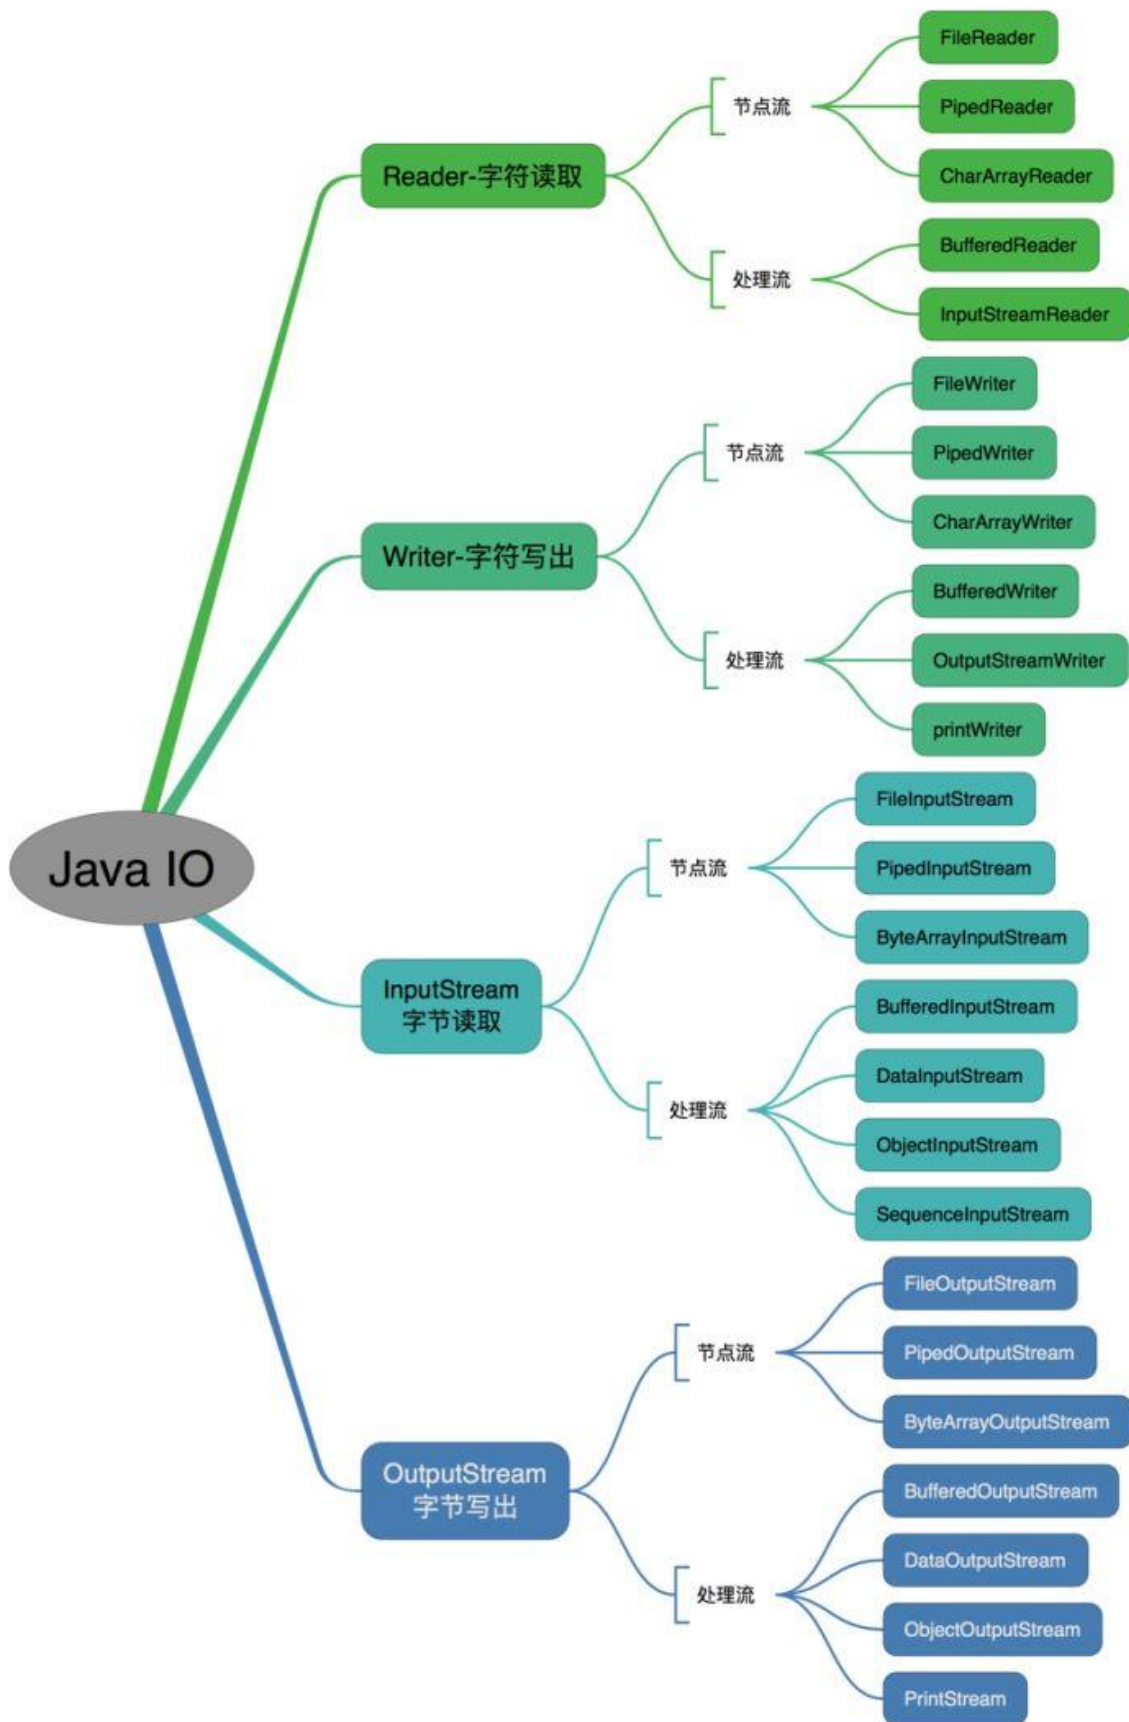 Java IO
Reader-字符读取
节点流
FileReader
PipedReader
CharArrayReader
处理流
BufferedReader
InputStreamReader
Writer-字符写出
节点流
FileWriter
PipedWriter
CharArrayWriter
处理流
BufferedWriter
OutputStreamWriter
printWriter
InputStream
字节读取
节点流
FileInputStream
PipedInputStream
ByteArrayInputStream
处理流
BufferedInputStream
DataInputStream
ObjectInputStream
SequenceInputStream
OutputStream
字节写出
节点流
FileOutputStream
PipedOutputStream
ByteArrayOutputStream
处理流
BufferedOutputStream
DataOutputStream
ObjectOutputStream
PrintStream